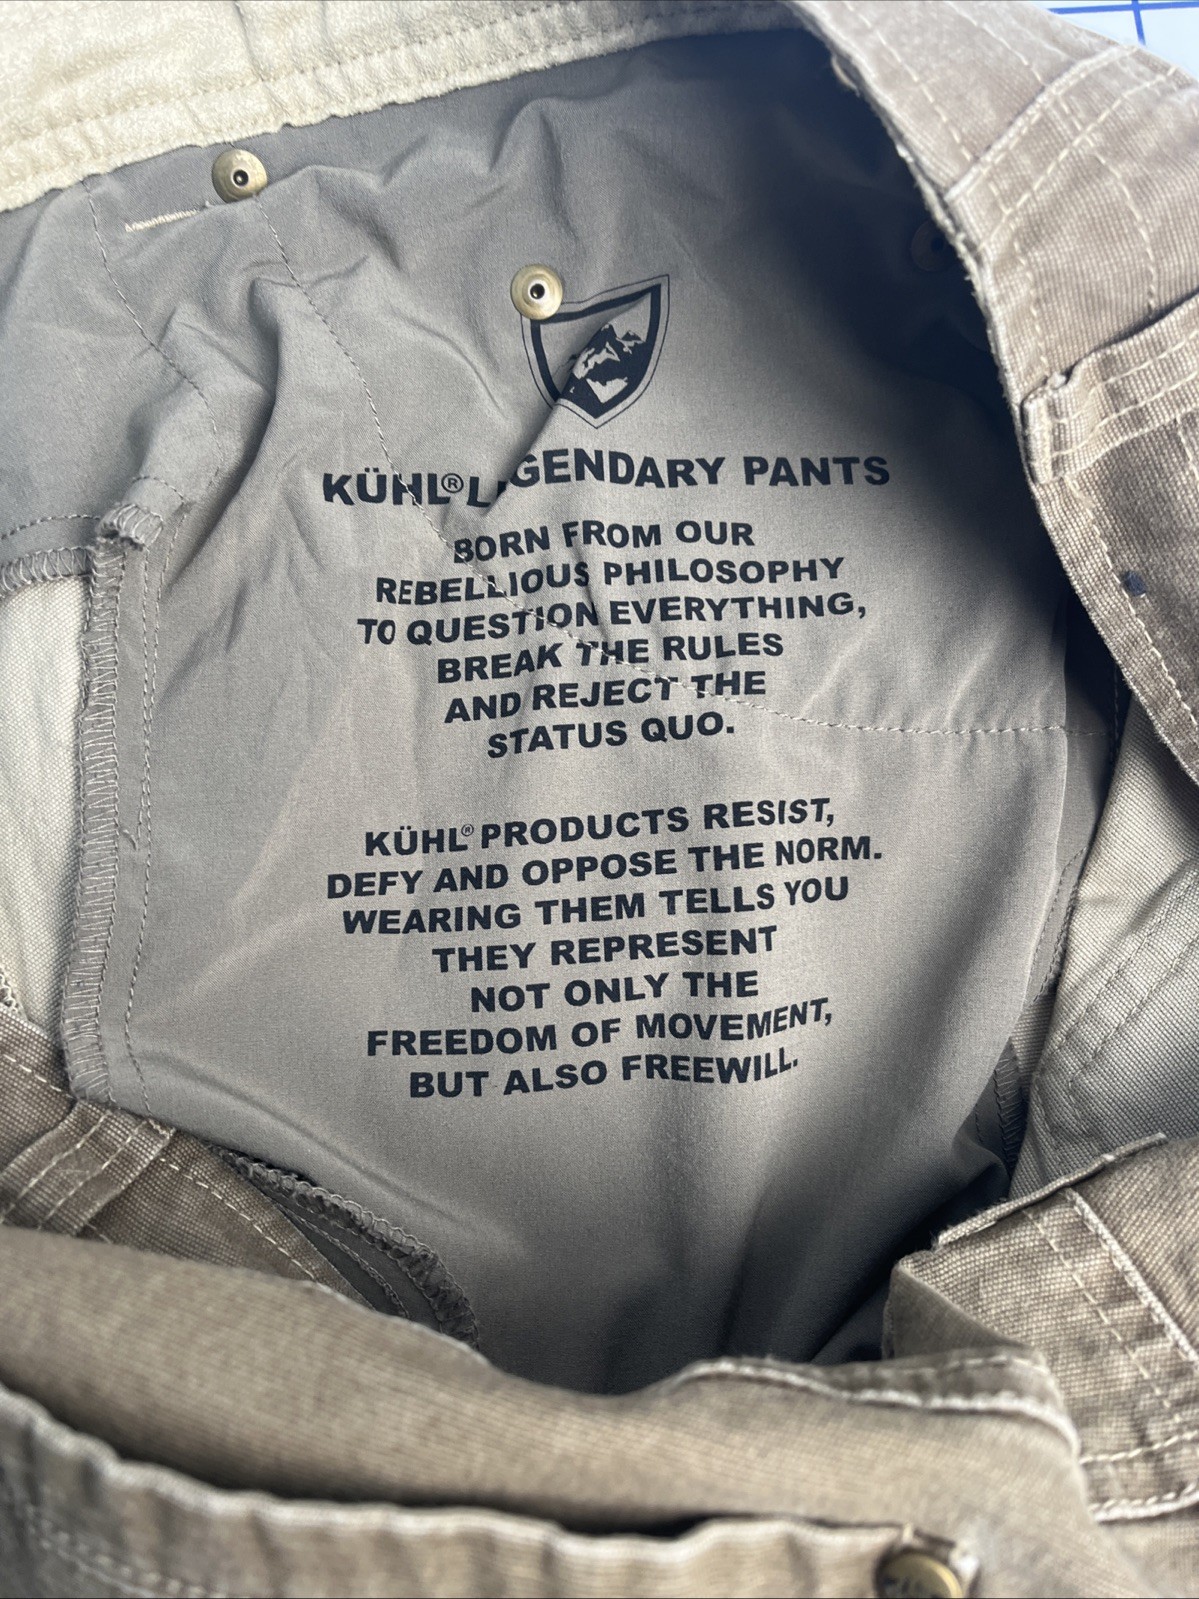 KÜHL® LEGENDARY PANTS
BORN FROM OUR
REBELLIOUS PHILOSOPHY
TO QUESTION EVERYTHING,
BREAK THE RULES
AND REJECT THE
STATUS QUO.
KÜHL® PRODUCTS RESIST,
DEFY AND OPPOSE THE NORM.
WEARING THEM TELLS YOU
THEY REPRESENT
NOT ONLY THE
FREEDOM OF MOVEMENT,
BUT ALSO FREEWILL.